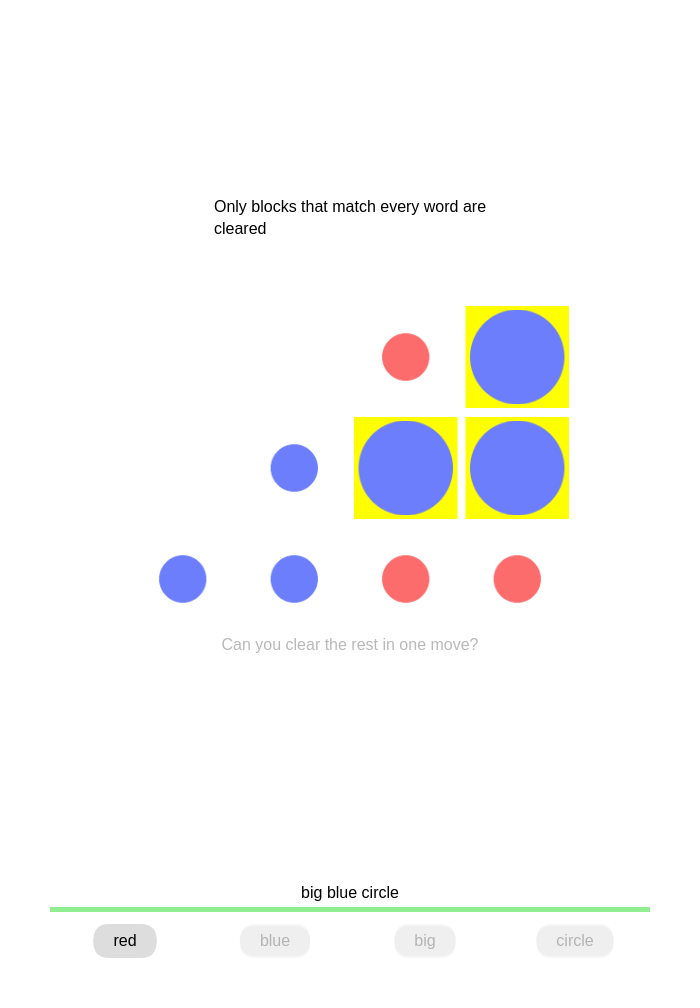 Only blocks that match every word are
cleared
Can you clear the rest in one move?
big blue circle
red blue big circle